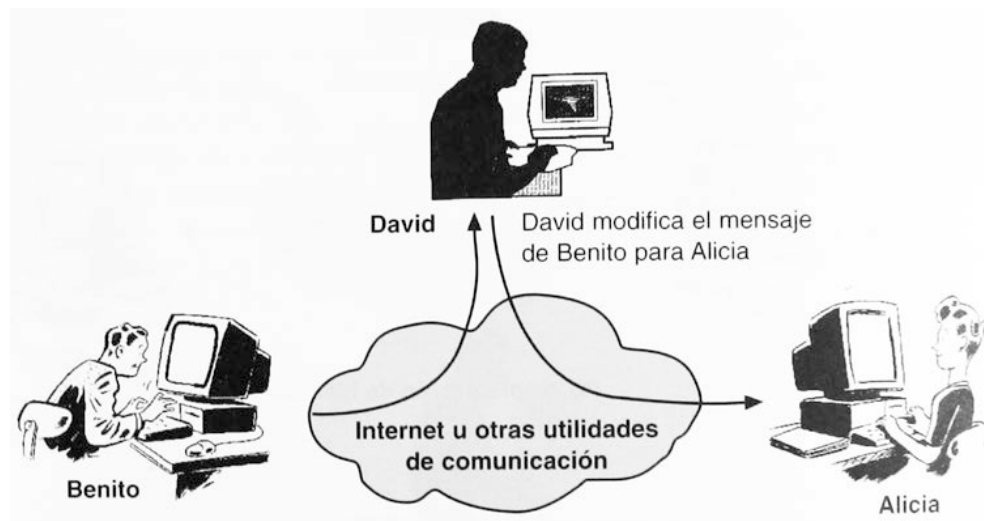 David
David modifica el mensaje
de Benito para Alicia
Internet u otras utilidades
de comunicación
Benito
Alicia